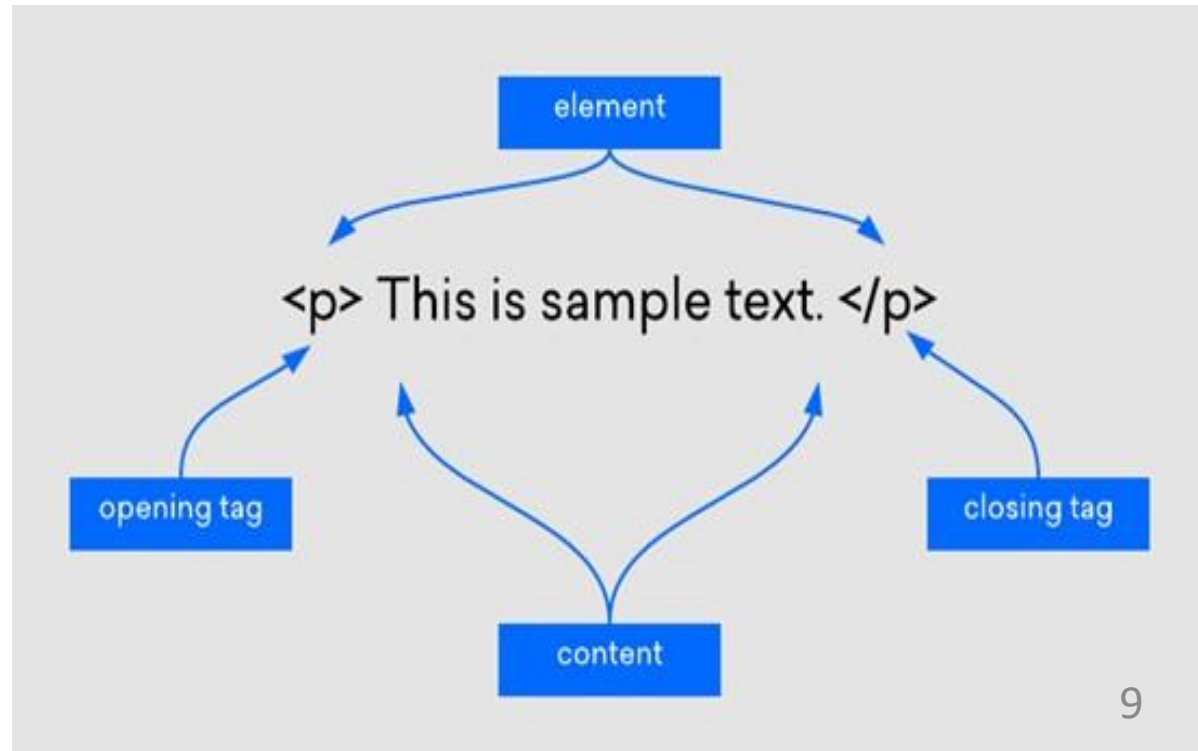 element
<p> This is sample text. </p>
opening tag
closing tag
content
9